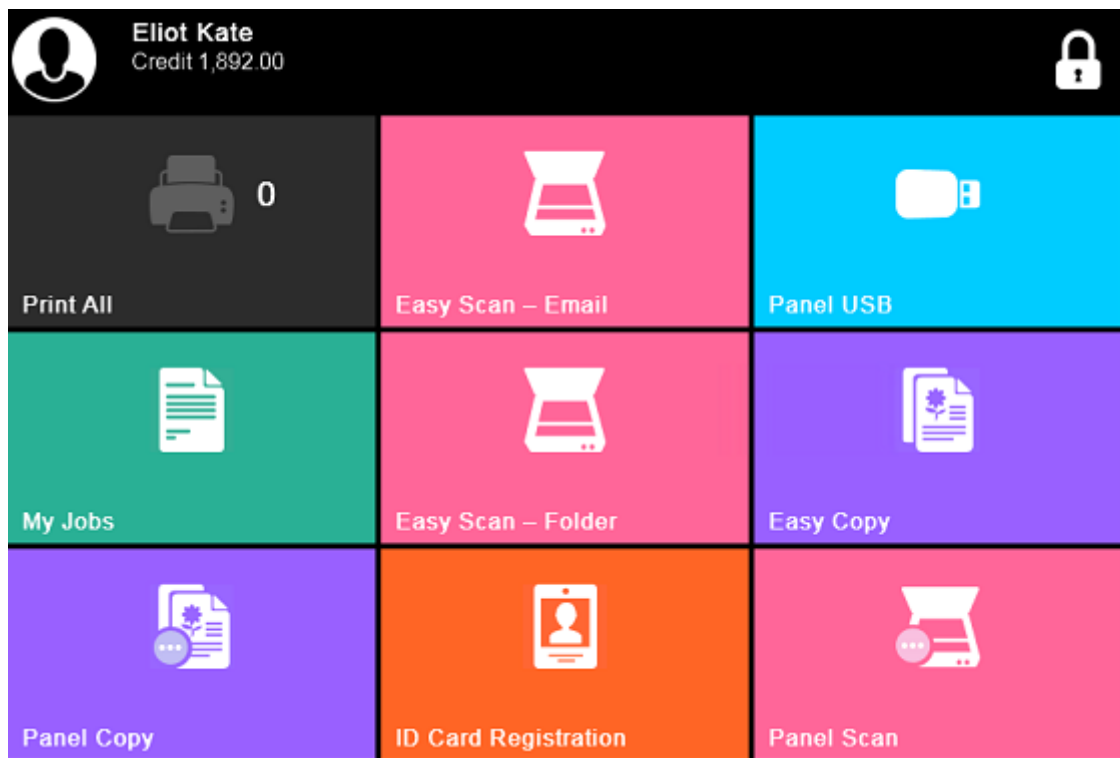 Eliot Kate
Credit 1,892.00
0
Print All
Easy Scan – Email
Panel USB
My Jobs
Easy Scan – Folder
Easy Copy
Panel Copy
ID Card Registration
Panel Scan